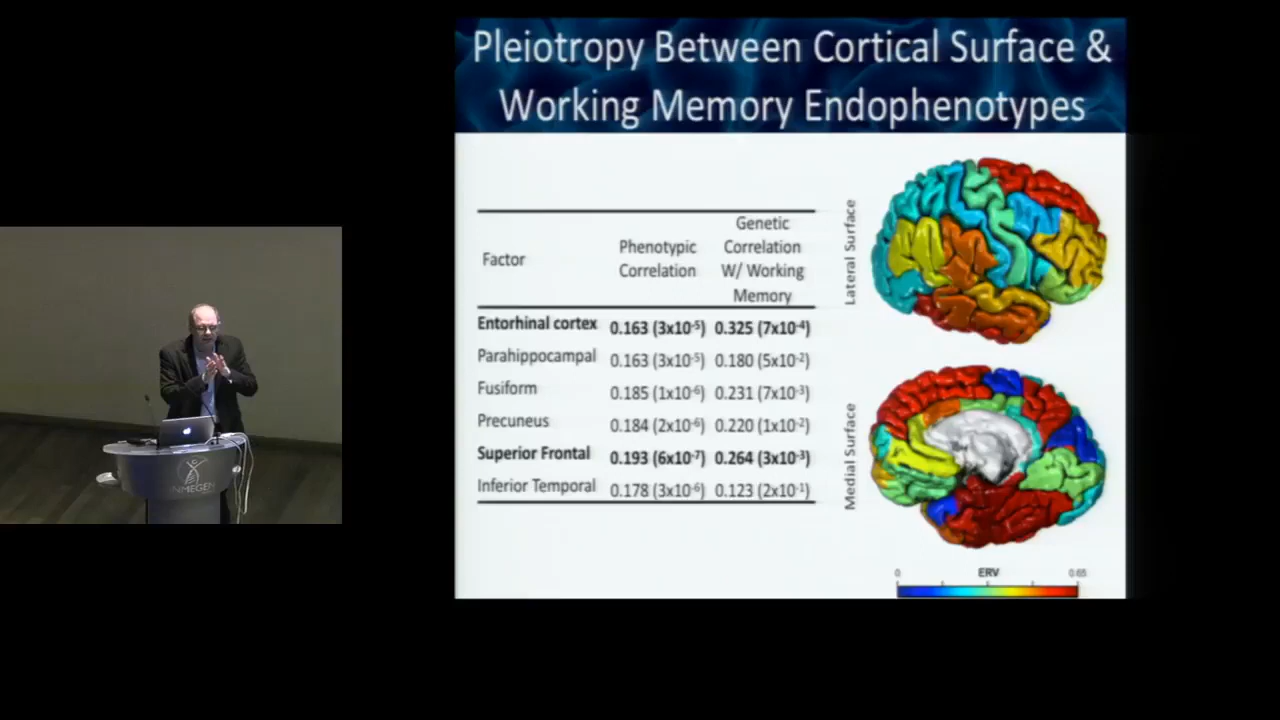 Pleiotropy Between Cortical Surface &
Working Memory Endophenotypes
Factor
Phenotypic
Correlation
Genetic
Correlation
W/ Working
Memory
Entorhinal cortex 0.163 (3x10-5) 0.325 (7x10-4)
Parahippocampal 0.163 (3x10-5) 0.180 (5x10-2)
Fusiform 0.185 (1x10-6) 0.231 (7x10-3)
Precuneus 0.184 (2x10-6) 0.220 (1x10-2)
Superior Frontal 0.193 (6x10-7) 0.264 (3x10-3)
Inferior Temporal 0.178 (3x10-6) 0.123 (2x10-1)
Lateral Surface
Medial Surface
0 ERV 0.65
INMEGEN